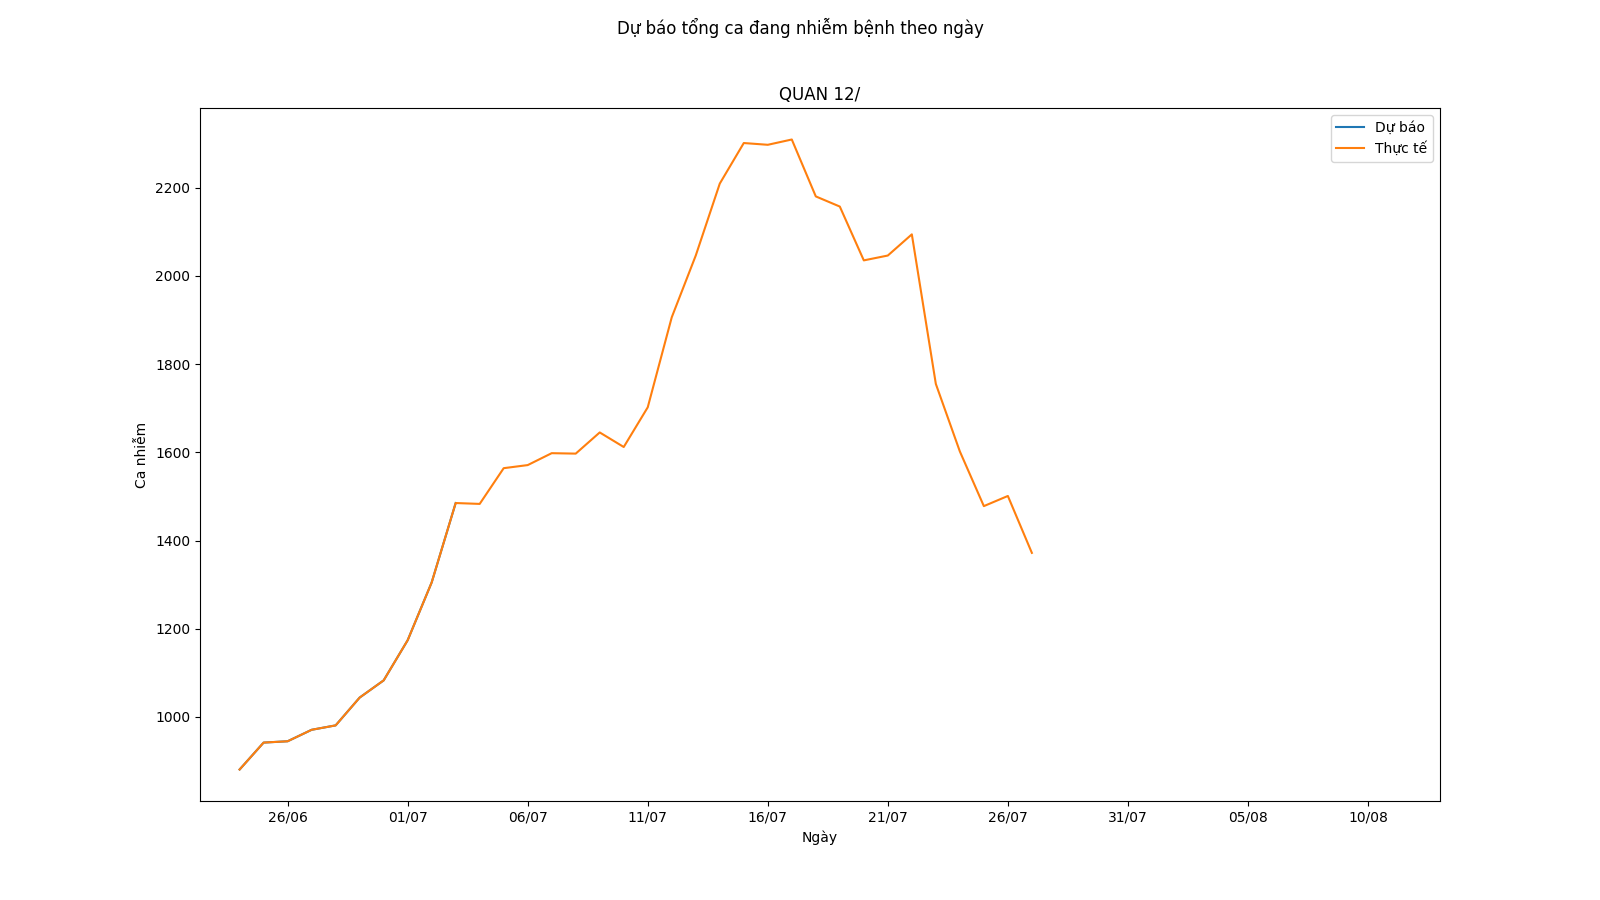 Dự báo tổng ca đang nhiễm bệnh theo ngày
QUAN 12/
Dự báo
Thực tế
2200
2000
1800
1600
1400
1200
1000
Ca nhiễm
26/06 01/07 06/07 11/07 16/07 21/07 26/07 31/07 05/08 10/08
Ngày